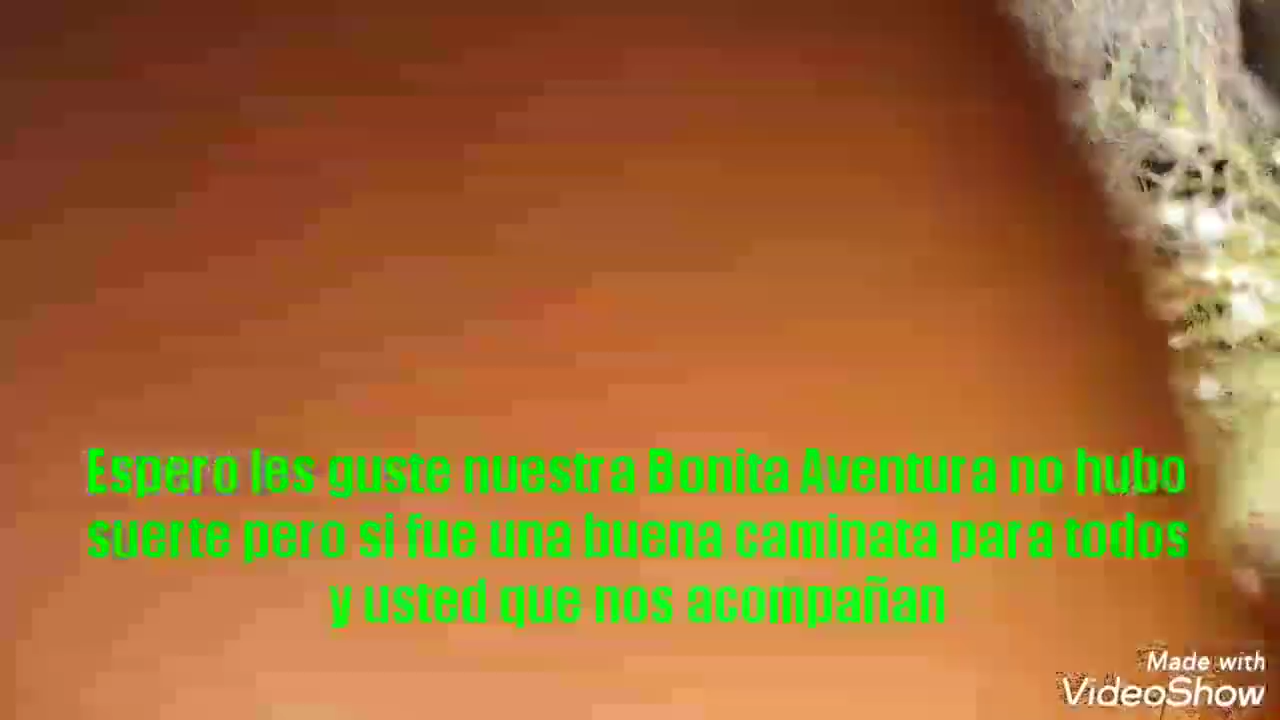 Espero les guste nuestra Bonita Aventura no hubo
suerte pero si fue una buena caminata para todos
y usted que nos acompañan
Made with
VideoShow